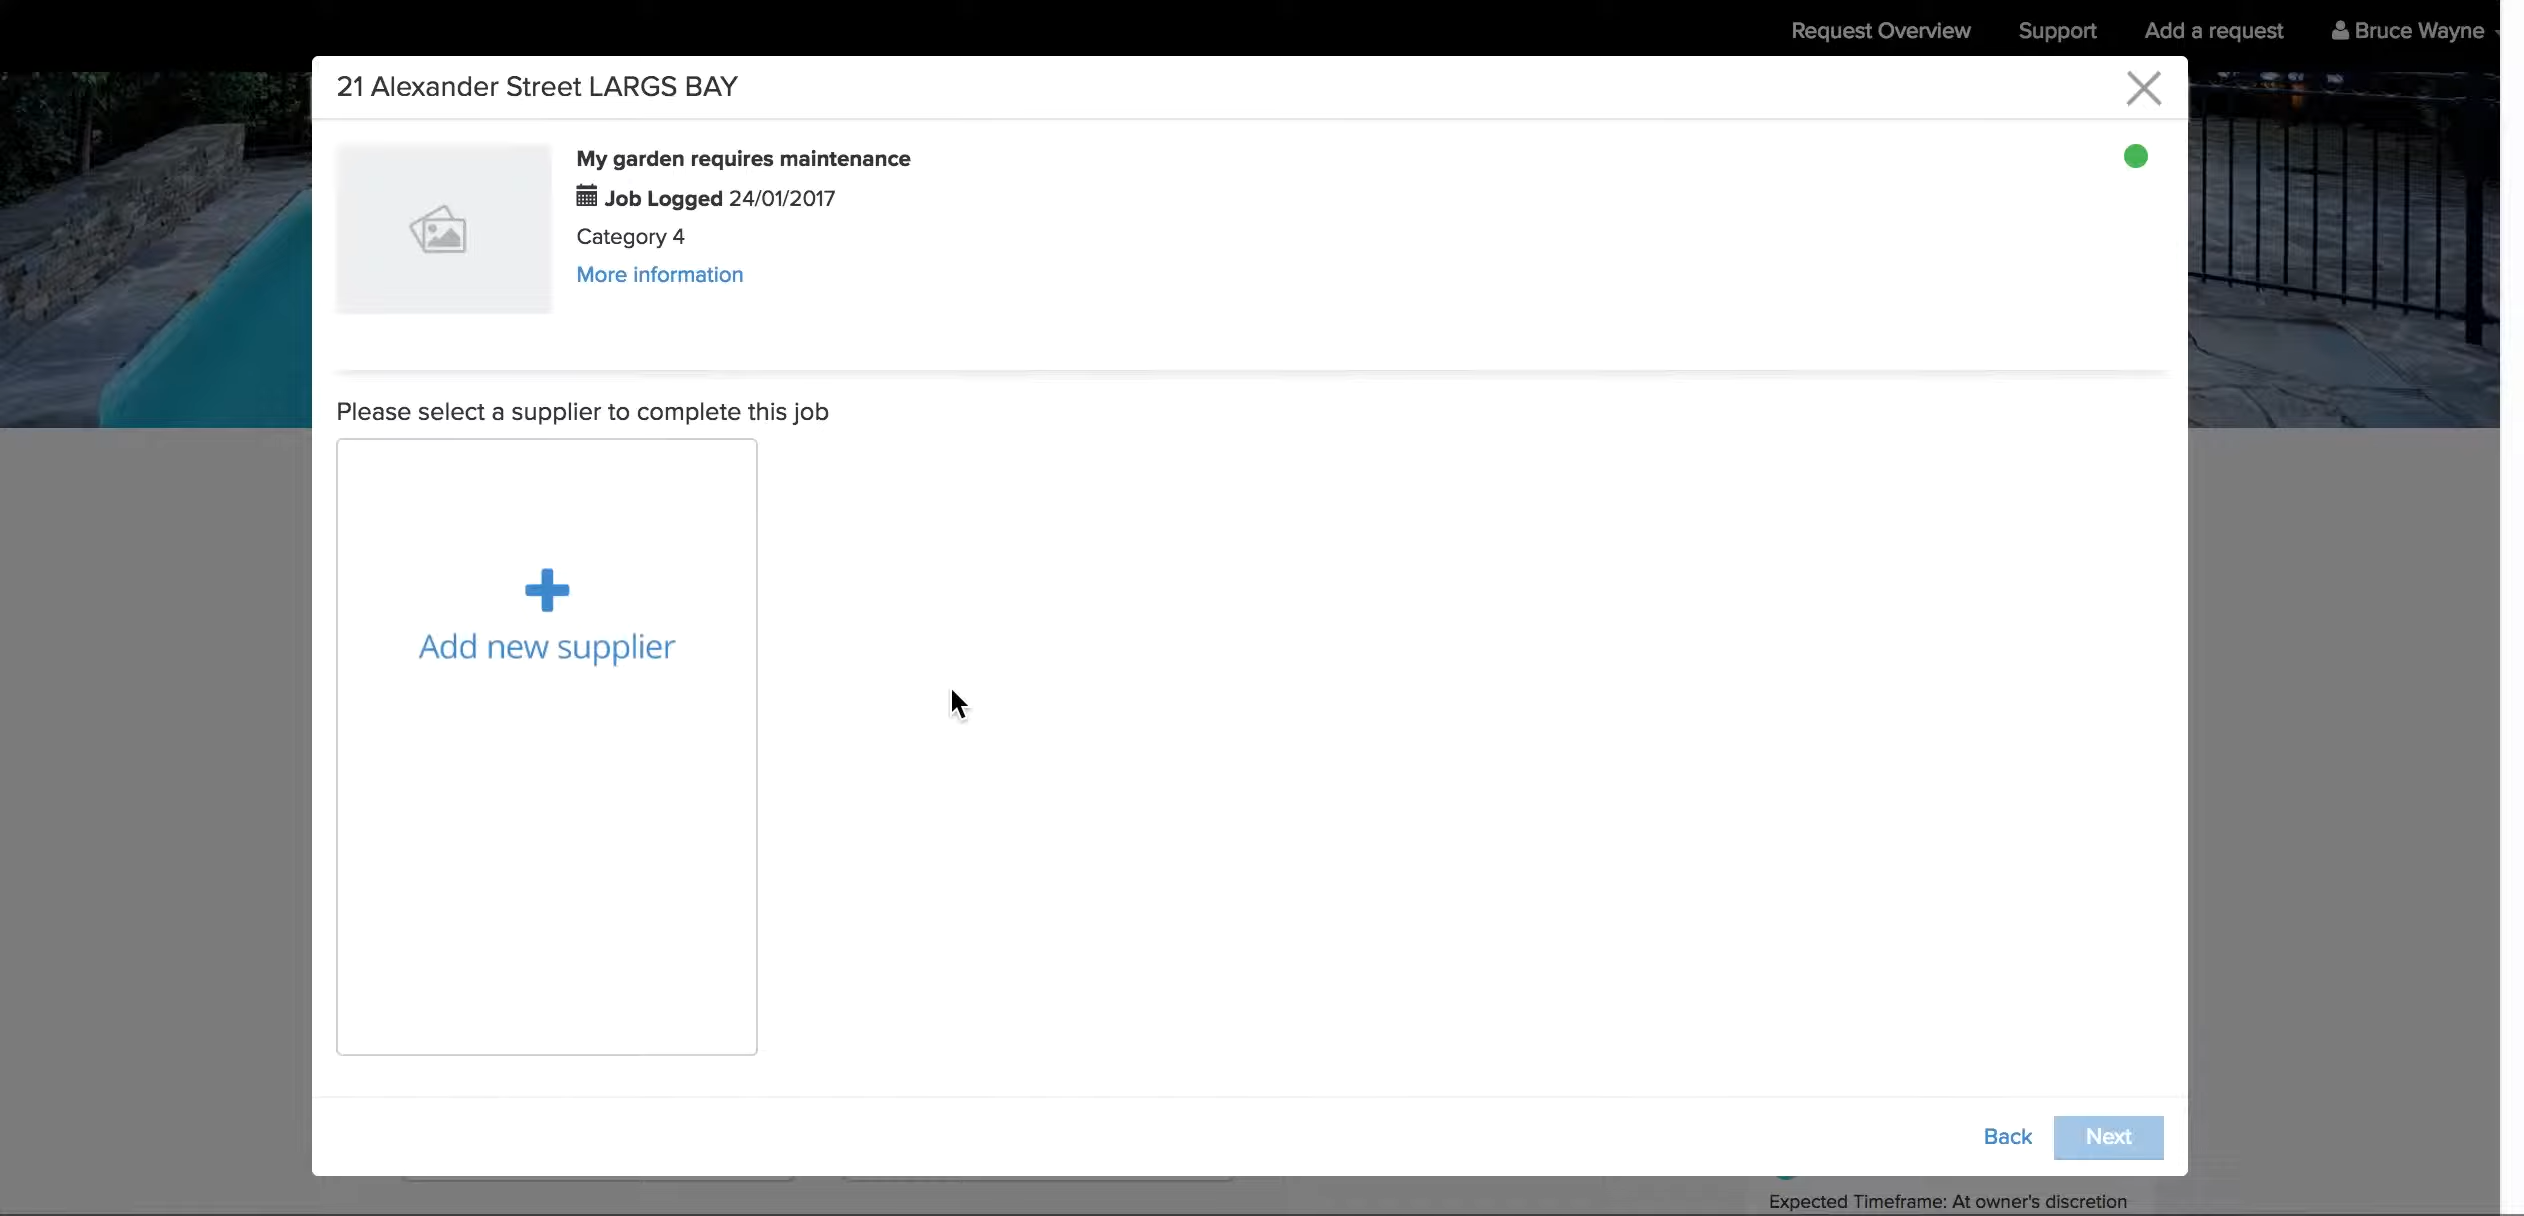 Request Overview Support Add a request Bruce Wayne
21 Alexander Street LARGS BAY
My garden requires maintenance
Job Logged 24/01/2017
Category 4
More information
Please select a supplier to complete this job
Add new supplier
Back Next
Expected Timeframe: At owner's discretion